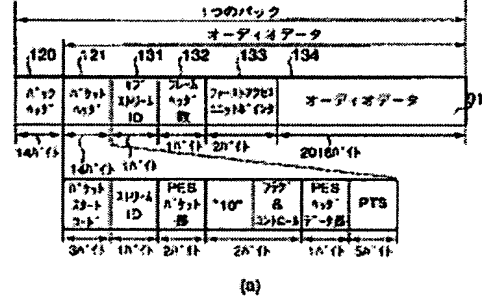 1つのパック
オーディオデータ
120 121 131 132 133 134
パックヘッダ
パケットヘッダ
サブストリームID
フレームヘッダ数
ファーストアクセスユニットポインタ
オーディオデータ
14バイト 14バイト 1バイト 1バイト 2バイト 2016バイト
パケットスタートコード
ストリームID
PESパケット長
"10"
フラグ&コントロール
PESヘッダデータ長
PTS
3バイト 1バイト 2バイト 2バイト 1バイト 5バイト
(a)